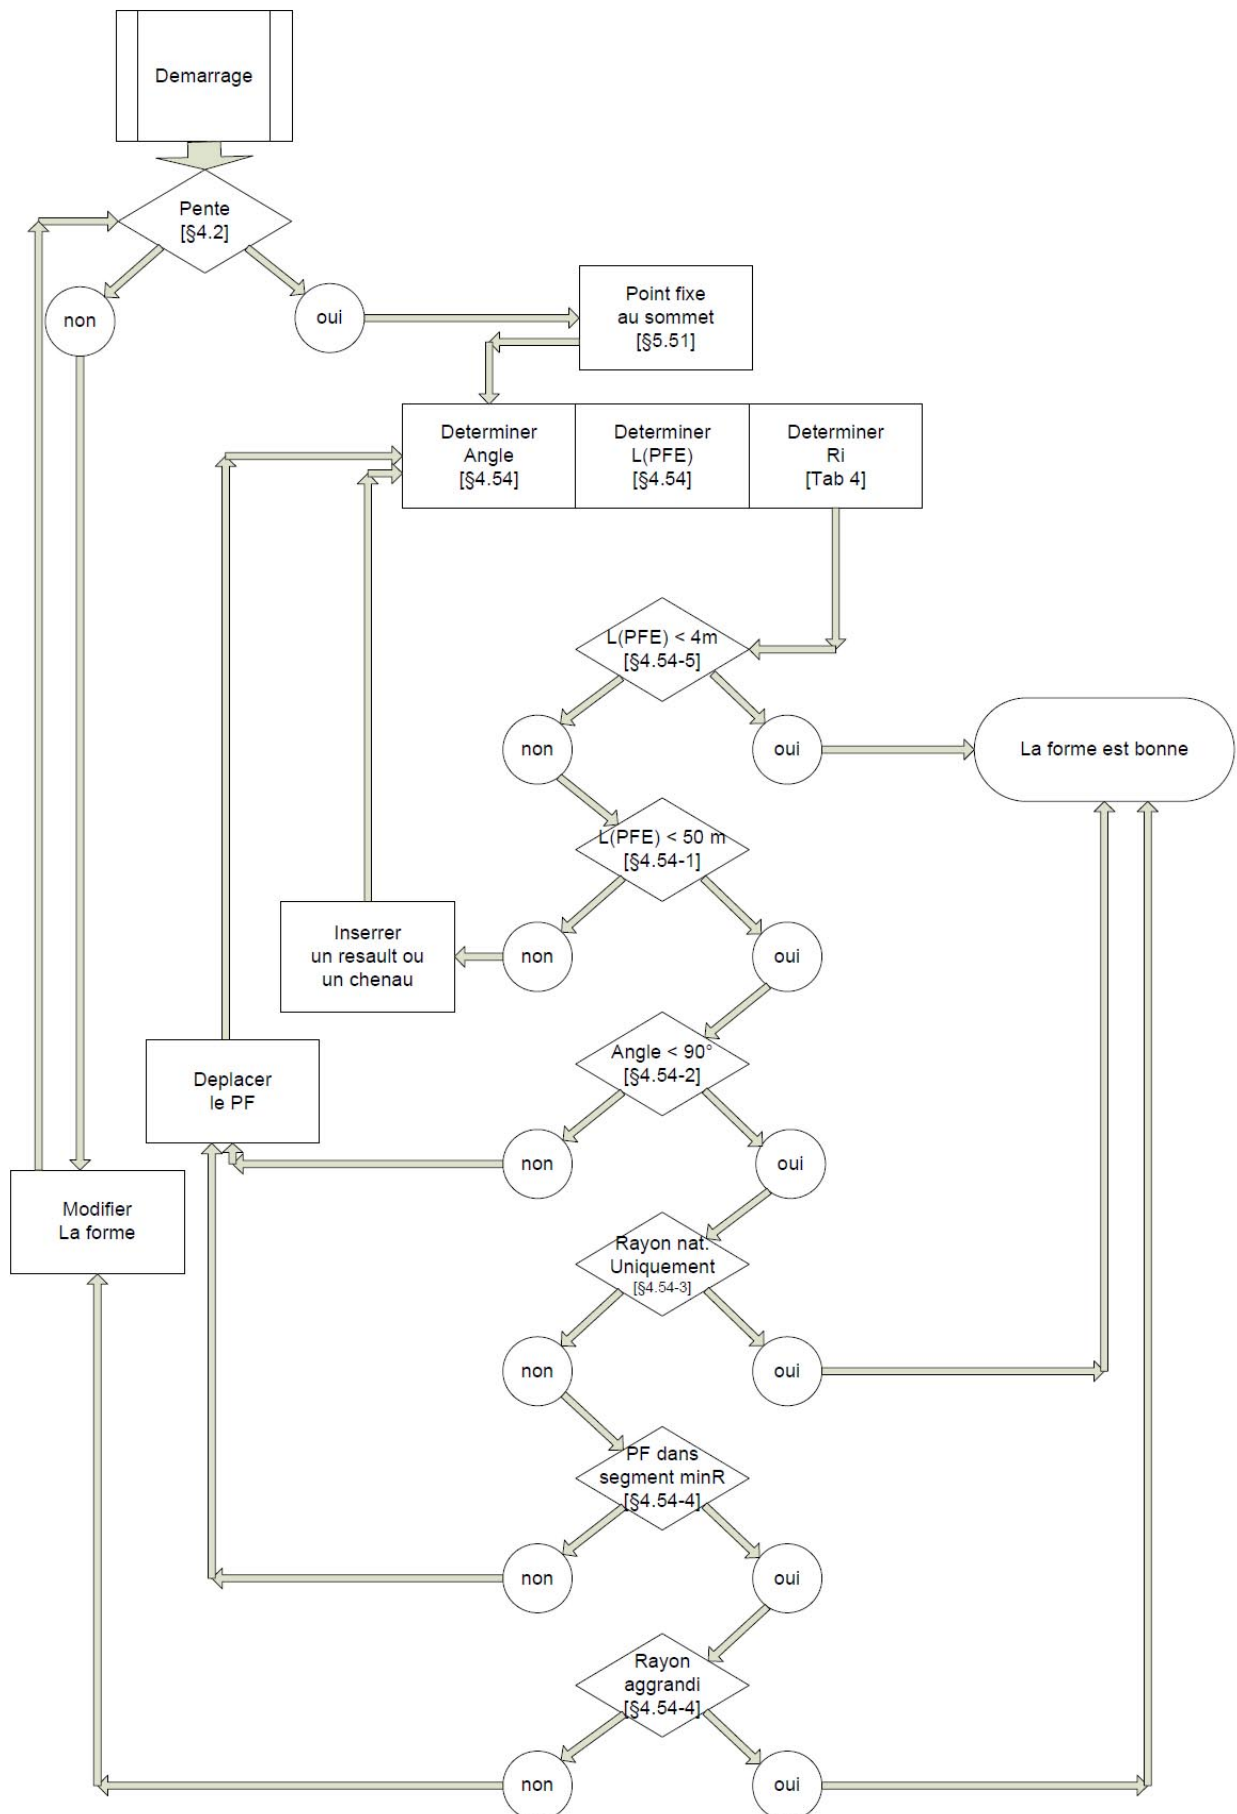 Demarrage
Pente
[§4.2]
non
oui
Point fixe
au sommet
[§5.51]
Determiner
Angle
[§4.54]
Determiner
L(PFE)
[§4.54]
Determiner
Ri
[Tab 4]
L(PFE) < 4m
[§4.54-5]
non
oui
La forme est bonne
L(PFE) < 50 m
[§4.54-1]
Inserrer
un resault ou
un chenau
non
oui
Angle < 90°
[§4.54-2]
Deplacer
le PF
non
oui
Modifier
La forme
Rayon nat.
Uniquement
[§4.54-3]
non
oui
PF dans
segment minR
[§4.54-4]
non
oui
Rayon
aggrandi
[§4.54-4]
non
oui